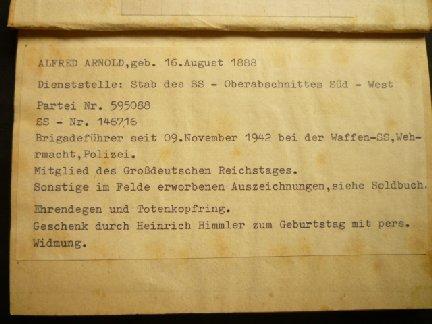 ALFRED ARNOLD,geb. 16.August 1888
Dienststelle: Stab des SS - Oberabschnittes Süd - West
Partei Nr. 595088
SS - Nr. 146716
Brigadeführer seit 09.November 1942 bei der Waffen-SS,Weh-
rmacht,Polizei.
Mitglied des Großdeutschen Reichstages.
Sonstige im Felde erworbenen Auszeichnungen,siehe Soldbuch.
Ehrendegen und Totenkopfring.
Geschenk durch Heinrich Himmler zum Geburtstag mit pers.
Widmung.